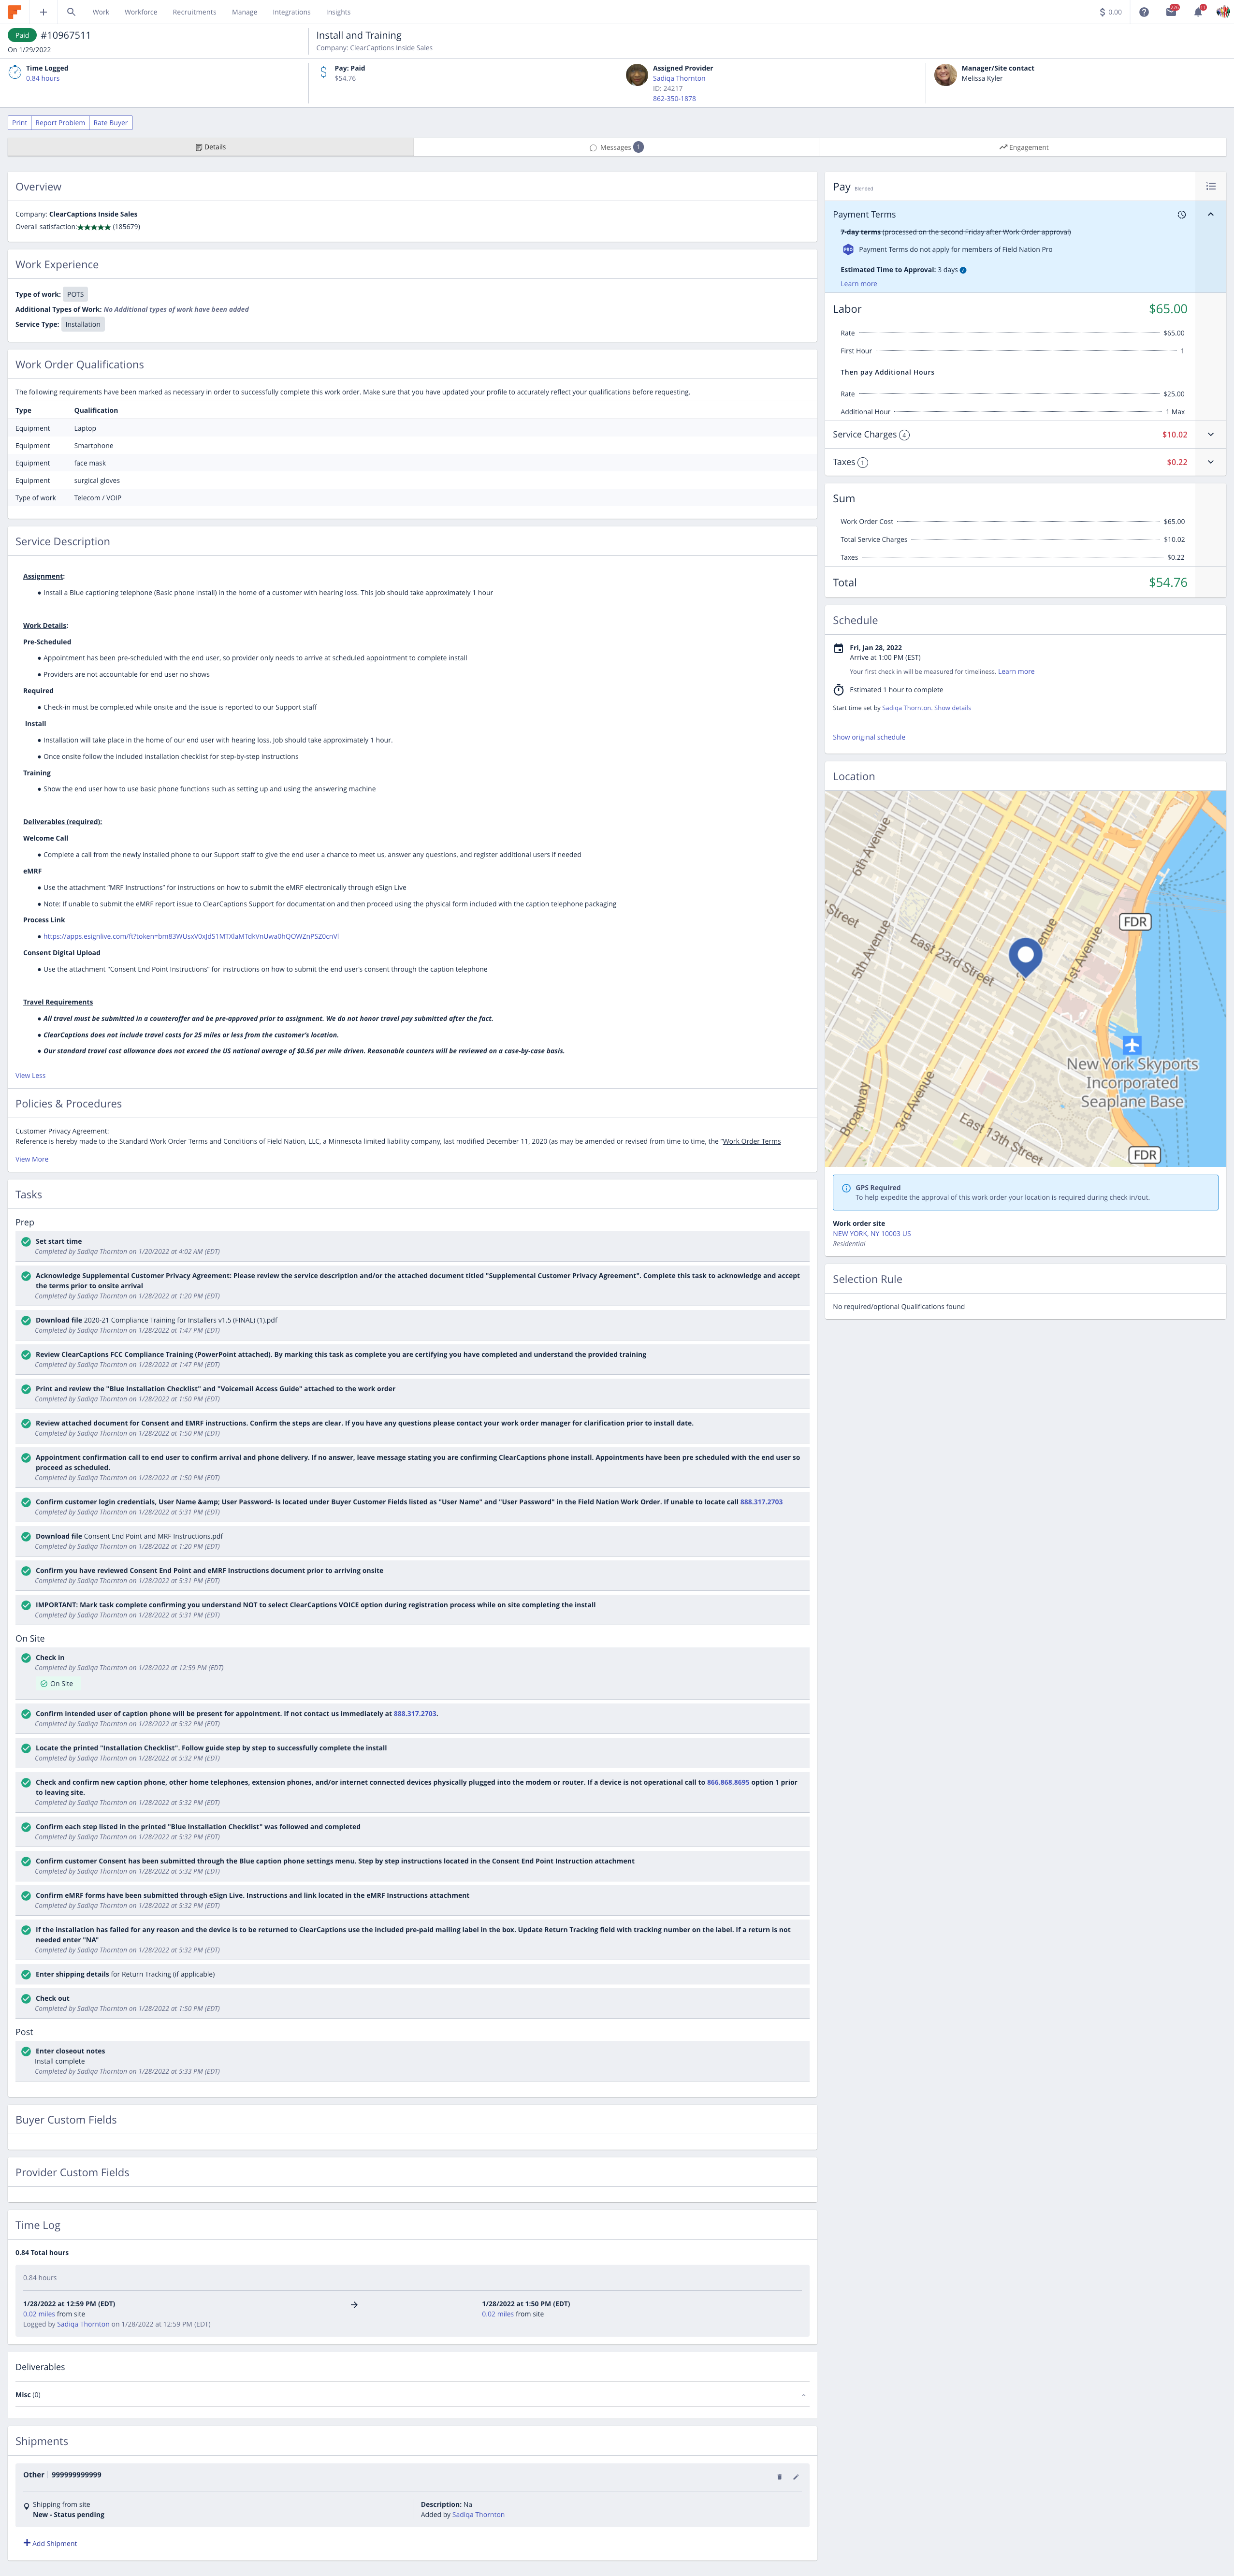 Work
Workforce
Recruitments
Manage
Integrations
Insights
0.00
Paid #10967511
On 1/29/2022
Install and Training
Company: ClearCaptions Inside Sales
Time Logged
0.84 hours
Pay: Paid
$54.76
Assigned Provider
Sadiqa Thornton
ID: 24217
862-350-1878
Manager/Site contact
Melissa Kyler
Print
Report Problem
Rate Buyer
Details
Messages 1
Engagement
Overview
Company: ClearCaptions Inside Sales
Overall satisfaction: ★★★★★ (185679)
Work Experience
Type of work: POTS
Additional Types of Work: No Additional types of work have been added
Service Type: Installation
Work Order Qualifications
The following requirements have been marked as necessary in order to successfully complete this work order. Make sure that you have updated your profile to accurately reflect your qualifications before requesting.
Type Qualification
Equipment Laptop
Equipment Smartphone
Equipment face mask
Equipment surgical gloves
Type of work Telecom / VOIP
Service Description
Assignment:
● Install a Blue captioning telephone (Basic phone install) in the home of a customer with hearing loss. This job should take approximately 1 hour
Work Details:
Pre-Scheduled
● Appointment has been pre-scheduled with the end user, so provider only needs to arrive at scheduled appointment to complete install
● Providers are not accountable for end user no shows
Required
● Check-in must be completed while onsite and the issue is reported to our Support staff
Install
● Installation will take place in the home of our end user with hearing loss. Job should take approximately 1 hour.
● Once onsite follow the included installation checklist for step-by-step instructions
Training
● Show the end user how to use basic phone functions such as setting up and using the answering machine
Deliverables (required):
Welcome Call
● Complete a call from the newly installed phone to our Support staff to give the end user a chance to meet us, answer any questions, and register additional users if needed
eMRF
● Use the attachment "MRF Instructions" for instructions on how to submit the eMRF electronically through eSign Live
● Note: If unable to submit the eMRF report issue to ClearCaptions Support for documentation and then proceed using the physical form included with the caption telephone packaging
Process Link
Consent Digital Upload
● Use the attachment "Consent End Point Instructions" for instructions on how to submit the end user's consent through the caption telephone
Travel Requirements
● All travel must be submitted in a counteroffer and be pre-approved prior to assignment. We do not honor travel pay submitted after the fact.
● ClearCaptions does not include travel costs for 25 miles or less from the customer's location.
● Our standard travel cost allowance does not exceed the US national average of $0.56 per mile driven. Reasonable counters will be reviewed on a case-by-case basis.
View Less
Policies & Procedures
Customer Privacy Agreement:
Reference is hereby made to the Standard Work Order Terms and Conditions of Field Nation, LLC, a Minnesota limited liability company, last modified December 11, 2020 (as may be amended or revised from time to time, the "Work Order Terms
View More
Tasks
Prep
Set start time
Completed by Sadiqa Thornton on 1/20/2022 at 4:02 AM (EDT)
Acknowledge Supplemental Customer Privacy Agreement: Please review the service description and/or the attached document titled "Supplemental Customer Privacy Agreement". Complete this task to acknowledge and accept
the terms prior to onsite arrival
Completed by Sadiqa Thornton on 1/28/2022 at 1:20 PM (EDT)
Download file 2020-21 Compliance Training for Installers v1.5 (FINAL) (1).pdf
Completed by Sadiqa Thornton on 1/28/2022 at 1:47 PM (EDT)
Review ClearCaptions FCC Compliance Training (PowerPoint attached). By marking this task as complete you are certifying you have completed and understand the provided training
Completed by Sadiqa Thornton on 1/28/2022 at 1:47 PM (EDT)
Print and review the "Blue Installation Checklist" and "Voicemail Access Guide" attached to the work order
Completed by Sadiqa Thornton on 1/28/2022 at 1:50 PM (EDT)
Review attached document for Consent and EMRF instructions. Confirm the steps are clear. If you have any questions please contact your work order manager for clarification prior to install date.
Completed by Sadiqa Thornton on 1/28/2022 at 1:50 PM (EDT)
Appointment confirmation call to end user to confirm arrival and phone delivery. If no answer, leave message stating you are confirming ClearCaptions phone install. Appointments have been pre scheduled with the end user so
proceed as scheduled.
Completed by Sadiqa Thornton on 1/28/2022 at 1:50 PM (EDT)
Confirm customer login credentials, User Name &amp; User Password- Is located under Buyer Customer Fields listed as "User Name" and "User Password" in the Field Nation Work Order. If unable to locate call 888.317.2703
Completed by Sadiqa Thornton on 1/28/2022 at 5:31 PM (EDT)
Download file Consent End Point and MRF Instructions.pdf
Completed by Sadiqa Thornton on 1/28/2022 at 1:20 PM (EDT)
Confirm you have reviewed Consent End Point and eMRF Instructions document prior to arriving onsite
Completed by Sadiqa Thornton on 1/28/2022 at 5:31 PM (EDT)
IMPORTANT: Mark task complete confirming you understand NOT to select ClearCaptions VOICE option during registration process while on site completing the install
Completed by Sadiqa Thornton on 1/28/2022 at 5:31 PM (EDT)
On Site
Check in
Completed by Sadiqa Thornton on 1/28/2022 at 12:59 PM (EDT)
On Site
Confirm intended user of caption phone will be present for appointment. If not contact us immediately at 888.317.2703.
Completed by Sadiqa Thornton on 1/28/2022 at 5:32 PM (EDT)
Locate the printed "Installation Checklist". Follow guide step by step to successfully complete the install
Completed by Sadiqa Thornton on 1/28/2022 at 5:32 PM (EDT)
Check and confirm new caption phone, other home telephones, extension phones, and/or internet connected devices physically plugged into the modem or router. If a device is not operational call to 866.868.8695 option 1 prior
to leaving site.
Completed by Sadiqa Thornton on 1/28/2022 at 5:32 PM (EDT)
Confirm each step listed in the printed "Blue Installation Checklist" was followed and completed
Completed by Sadiqa Thornton on 1/28/2022 at 5:32 PM (EDT)
Confirm customer Consent has been submitted through the Blue caption phone settings menu. Step by step instructions located in the Consent End Point Instruction attachment
Completed by Sadiqa Thornton on 1/28/2022 at 5:32 PM (EDT)
Confirm eMRF forms have been submitted through eSign Live. Instructions and link located in the eMRF Instructions attachment
Completed by Sadiqa Thornton on 1/28/2022 at 5:32 PM (EDT)
If the installation has failed for any reason and the device is to be returned to ClearCaptions use the included pre-paid mailing label in the box. Update Return Tracking field with tracking number on the label. If a return is not
needed enter "NA"
Completed by Sadiqa Thornton on 1/28/2022 at 5:32 PM (EDT)
Enter shipping details for Return Tracking (if applicable)
Check out
Completed by Sadiqa Thornton on 1/28/2022 at 1:50 PM (EDT)
Post
Enter closeout notes
Install complete
Completed by Sadiqa Thornton on 1/28/2022 at 5:33 PM (EDT)
Buyer Custom Fields
Provider Custom Fields
Time Log
0.84 Total hours
0.84 hours
1/28/2022 at 12:59 PM (EDT)
0.02 miles from site
Logged by Sadiqa Thornton on 1/28/2022 at 12:59 PM (EDT)
1/28/2022 at 1:50 PM (EDT)
0.02 miles from site
Deliverables
Misc (0)
Shipments
Other 999999999999
Shipping from site
New - Status pending
Description: Na
Added by Sadiqa Thornton
Add Shipment
Pay Blended
Payment Terms
7-day terms (processed on the second Friday after Work Order approval)
PRO Payment Terms do not apply for members of Field Nation Pro
Estimated Time to Approval: 3 days
Learn more
Labor $65.00
Rate $65.00
First Hour 1
Then pay Additional Hours
Rate $25.00
Additional Hour 1 Max
Service Charges 4 $10.02
Taxes 1 $0.22
Sum
Work Order Cost $65.00
Total Service Charges $10.02
Taxes $0.22
Total $54.76
Schedule
Fri, Jan 28, 2022
Arrive at 1:00 PM (EST)
Your first check in will be measured for timeliness. Learn more
Estimated 1 hour to complete
Start time set by Sadiqa Thornton. Show details
Show original schedule
Location
6th Avenue
Street
5th Avenue
East 23rd Street
enue
1st Avenue
FDR
New York Skyports
Incorporated
Seaplane Base
Broadway
3rd Avenue
East 13th Street
FDR
GPS Required
To help expedite the approval of this work order your location is required during check in/out.
Work order site
NEW YORK, NY 10003 US
Residential
Selection Rule
No required/optional Qualifications found